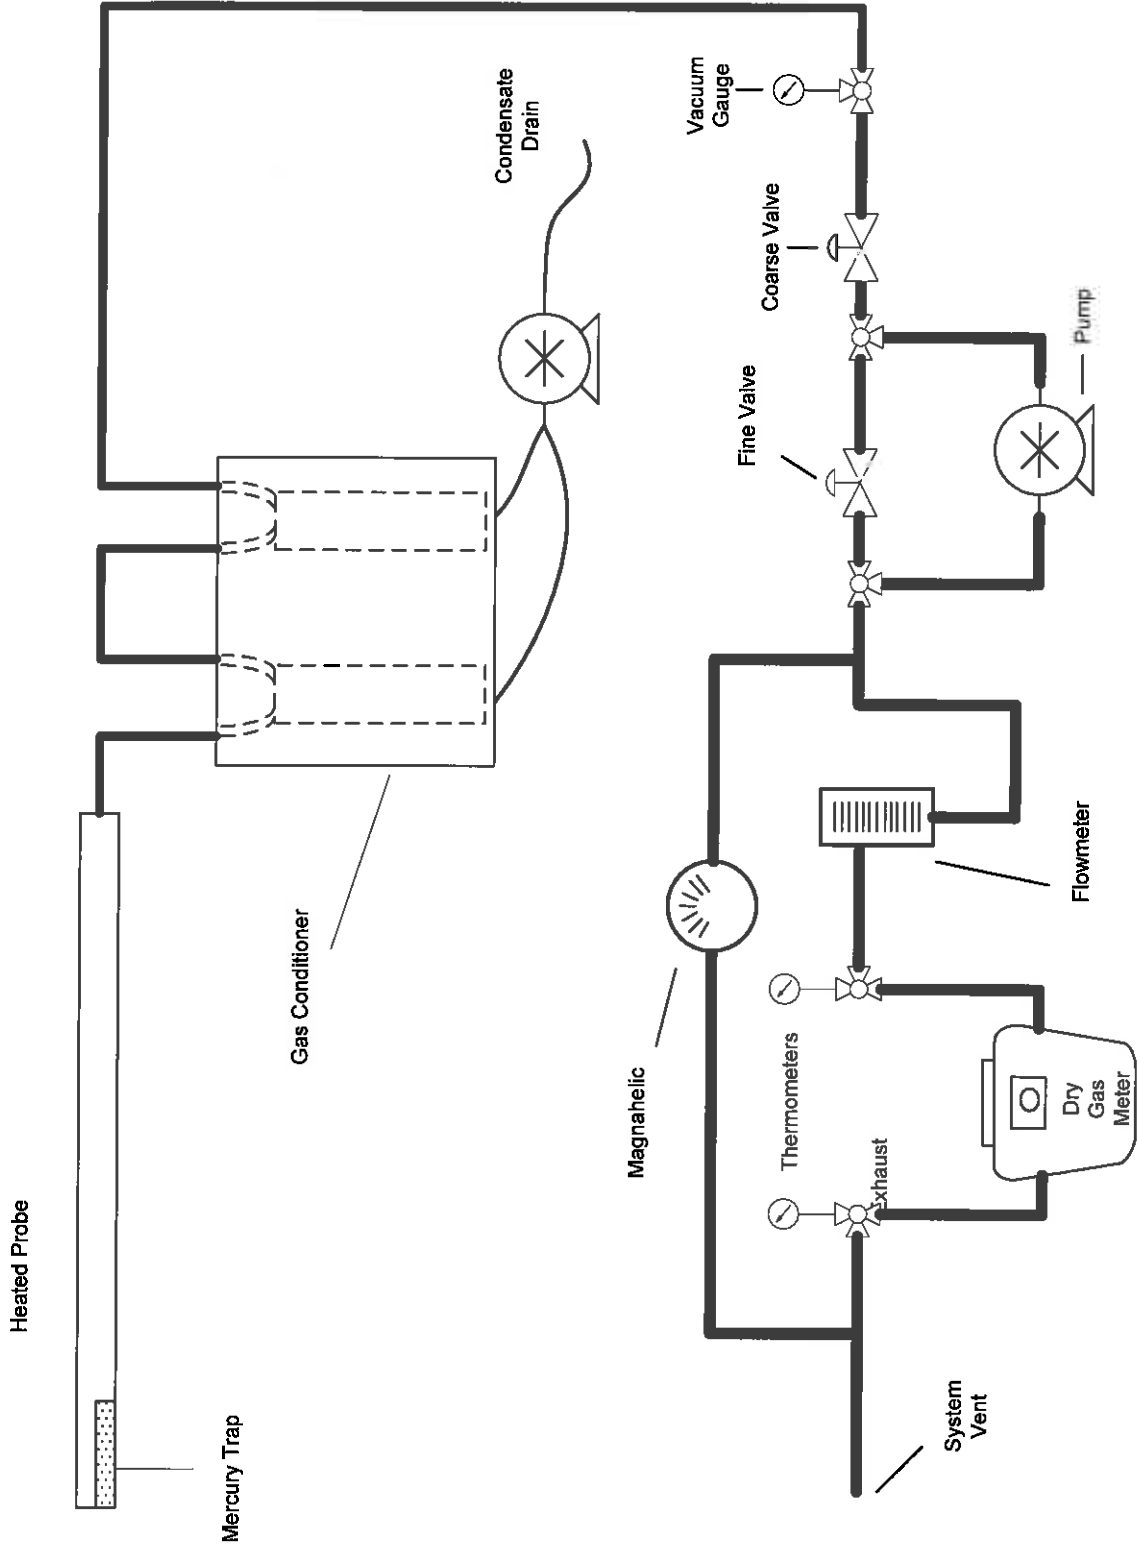 Heated Probe
Mercury Trap
Gas Conditioner
Condensate
Drain
Vacuum
Gauge
Coarse Valve
Fine Valve
Pump
Magnahelic
Thermometers
Exhaust
Flowmeter
Dry
Gas
Meter
System
Vent